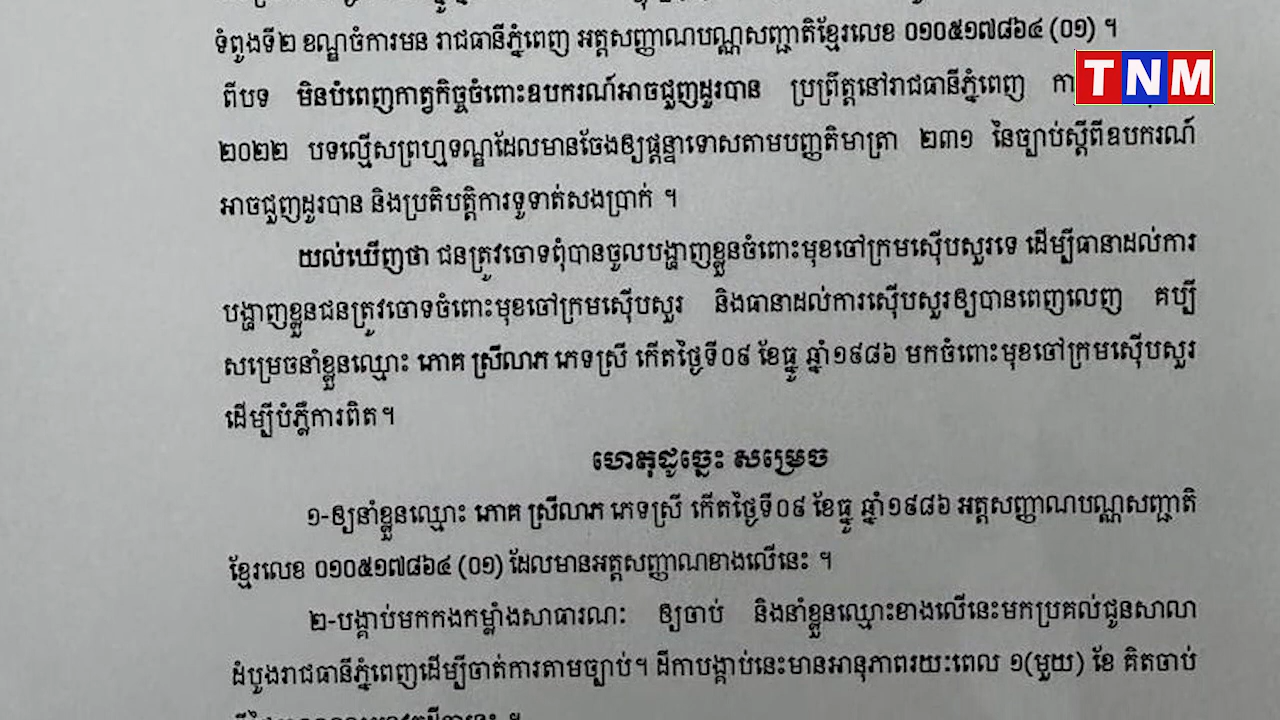 ទំពូងទី២ ខណ្ឌចំការមន រាជធានីភ្នំពេញ អត្តសញ្ញាណបណ្ណសញ្ជាតិខ្មែរលេខ ០១០៥១៧៨៦៤ (០១) ។
TNM
ពីបទ មិនបំពេញកាតព្វកិច្ចចំពោះឧបករណ៍អាចជួញដូរបាន ប្រព្រឹត្តនៅរាជធានីភ្នំពេញ
២០២២ បទល្មើសព្រហ្មទណ្ឌដែលមានចែងឲ្យផ្តន្ទាទោសតាមបញ្ញតិមាត្រា ២៣១ នៃច្បាប់ស្តីពីឧបករណ៍
អាចជួញដូរបាន និងប្រតិបត្តិការទូទាត់សងប្រាក់ ។
យល់ឃើញថា ជនត្រូវចោទពុំបានចូលបង្ហាញខ្លួនចំពោះមុខចៅក្រមស៊ើបសួរទេ ដើម្បីធានាដល់ការ
បង្ហាញខ្លួនជនត្រូវចោទចំពោះមុខចៅក្រមស៊ើបសួរ និងធានាដល់ការស៊ើបសួរឲ្យបានពេញលេញ គប្បី
សម្រេចនាំខ្លួនឈ្មោះ ភោគ ស្រីលាភ ភេទស្រី កើតថ្ងៃទី០៩ ខែធ្នូ ឆ្នាំ១៩៨៦ មកចំពោះមុខចៅក្រមស៊ើបសួរ
ដើម្បីបំភ្លឺការពិត។
ហេតុដូច្នេះ សម្រេច
១-ឲ្យនាំខ្លួនឈ្មោះ ភោគ ស្រីលាភ ភេទស្រី កើតថ្ងៃទី០៩ ខែធ្នូ ឆ្នាំ១៩៨៦ អត្តសញ្ញាណបណ្ណសញ្ជាតិ
ខ្មែរលេខ ០១០៥១៧៨៦៤ (០១) ដែលមានអត្តសញ្ញាណខាងលើនេះ ។
២-បង្គាប់មកកងកម្លាំងសាធារណៈ ឲ្យចាប់ និងនាំខ្លួនឈ្មោះខាងលើនេះមកប្រគល់ជូនសាលា
ដំបូងរាជធានីភ្នំពេញដើម្បីចាត់ការតាមច្បាប់។ ដីកាបង្គាប់នេះមានអានុភាពរយៈពេល ១(មួយ) ខែ គិតចាប់